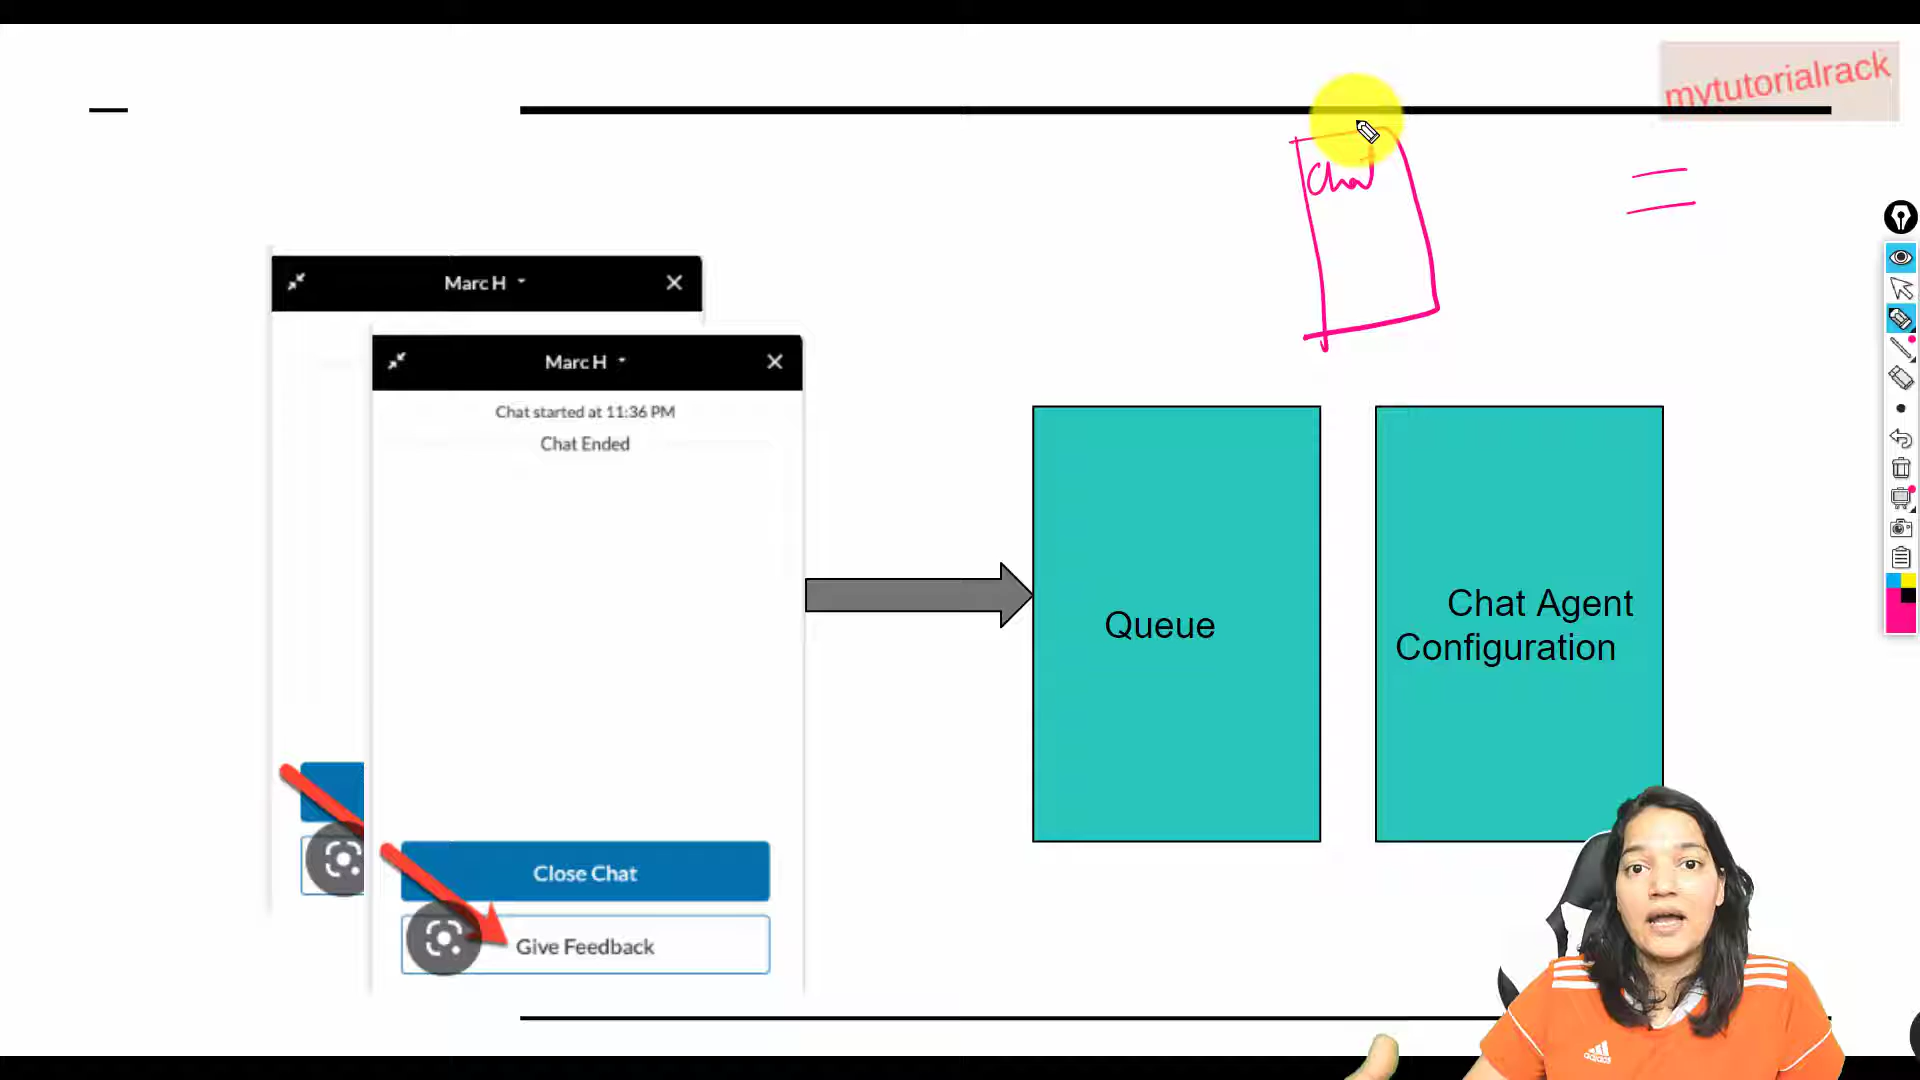 mytutorialrack
Chat
Marc H
Marc H
Chat started at 11:36 PM
Chat Ended
Queue
Chat Agent
Configuration
Close Chat
Give Feedback